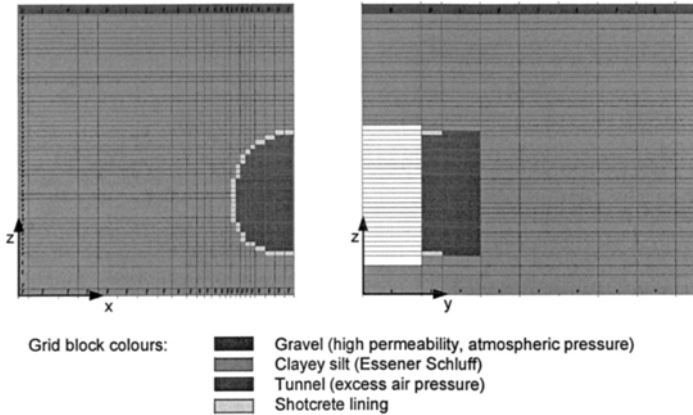 z
x
z
y
Grid block colours:
Gravel (high permeability, atmospheric pressure)
Clayey silt (Essener Schluff)
Tunnel (excess air pressure)
Shotcrete lining